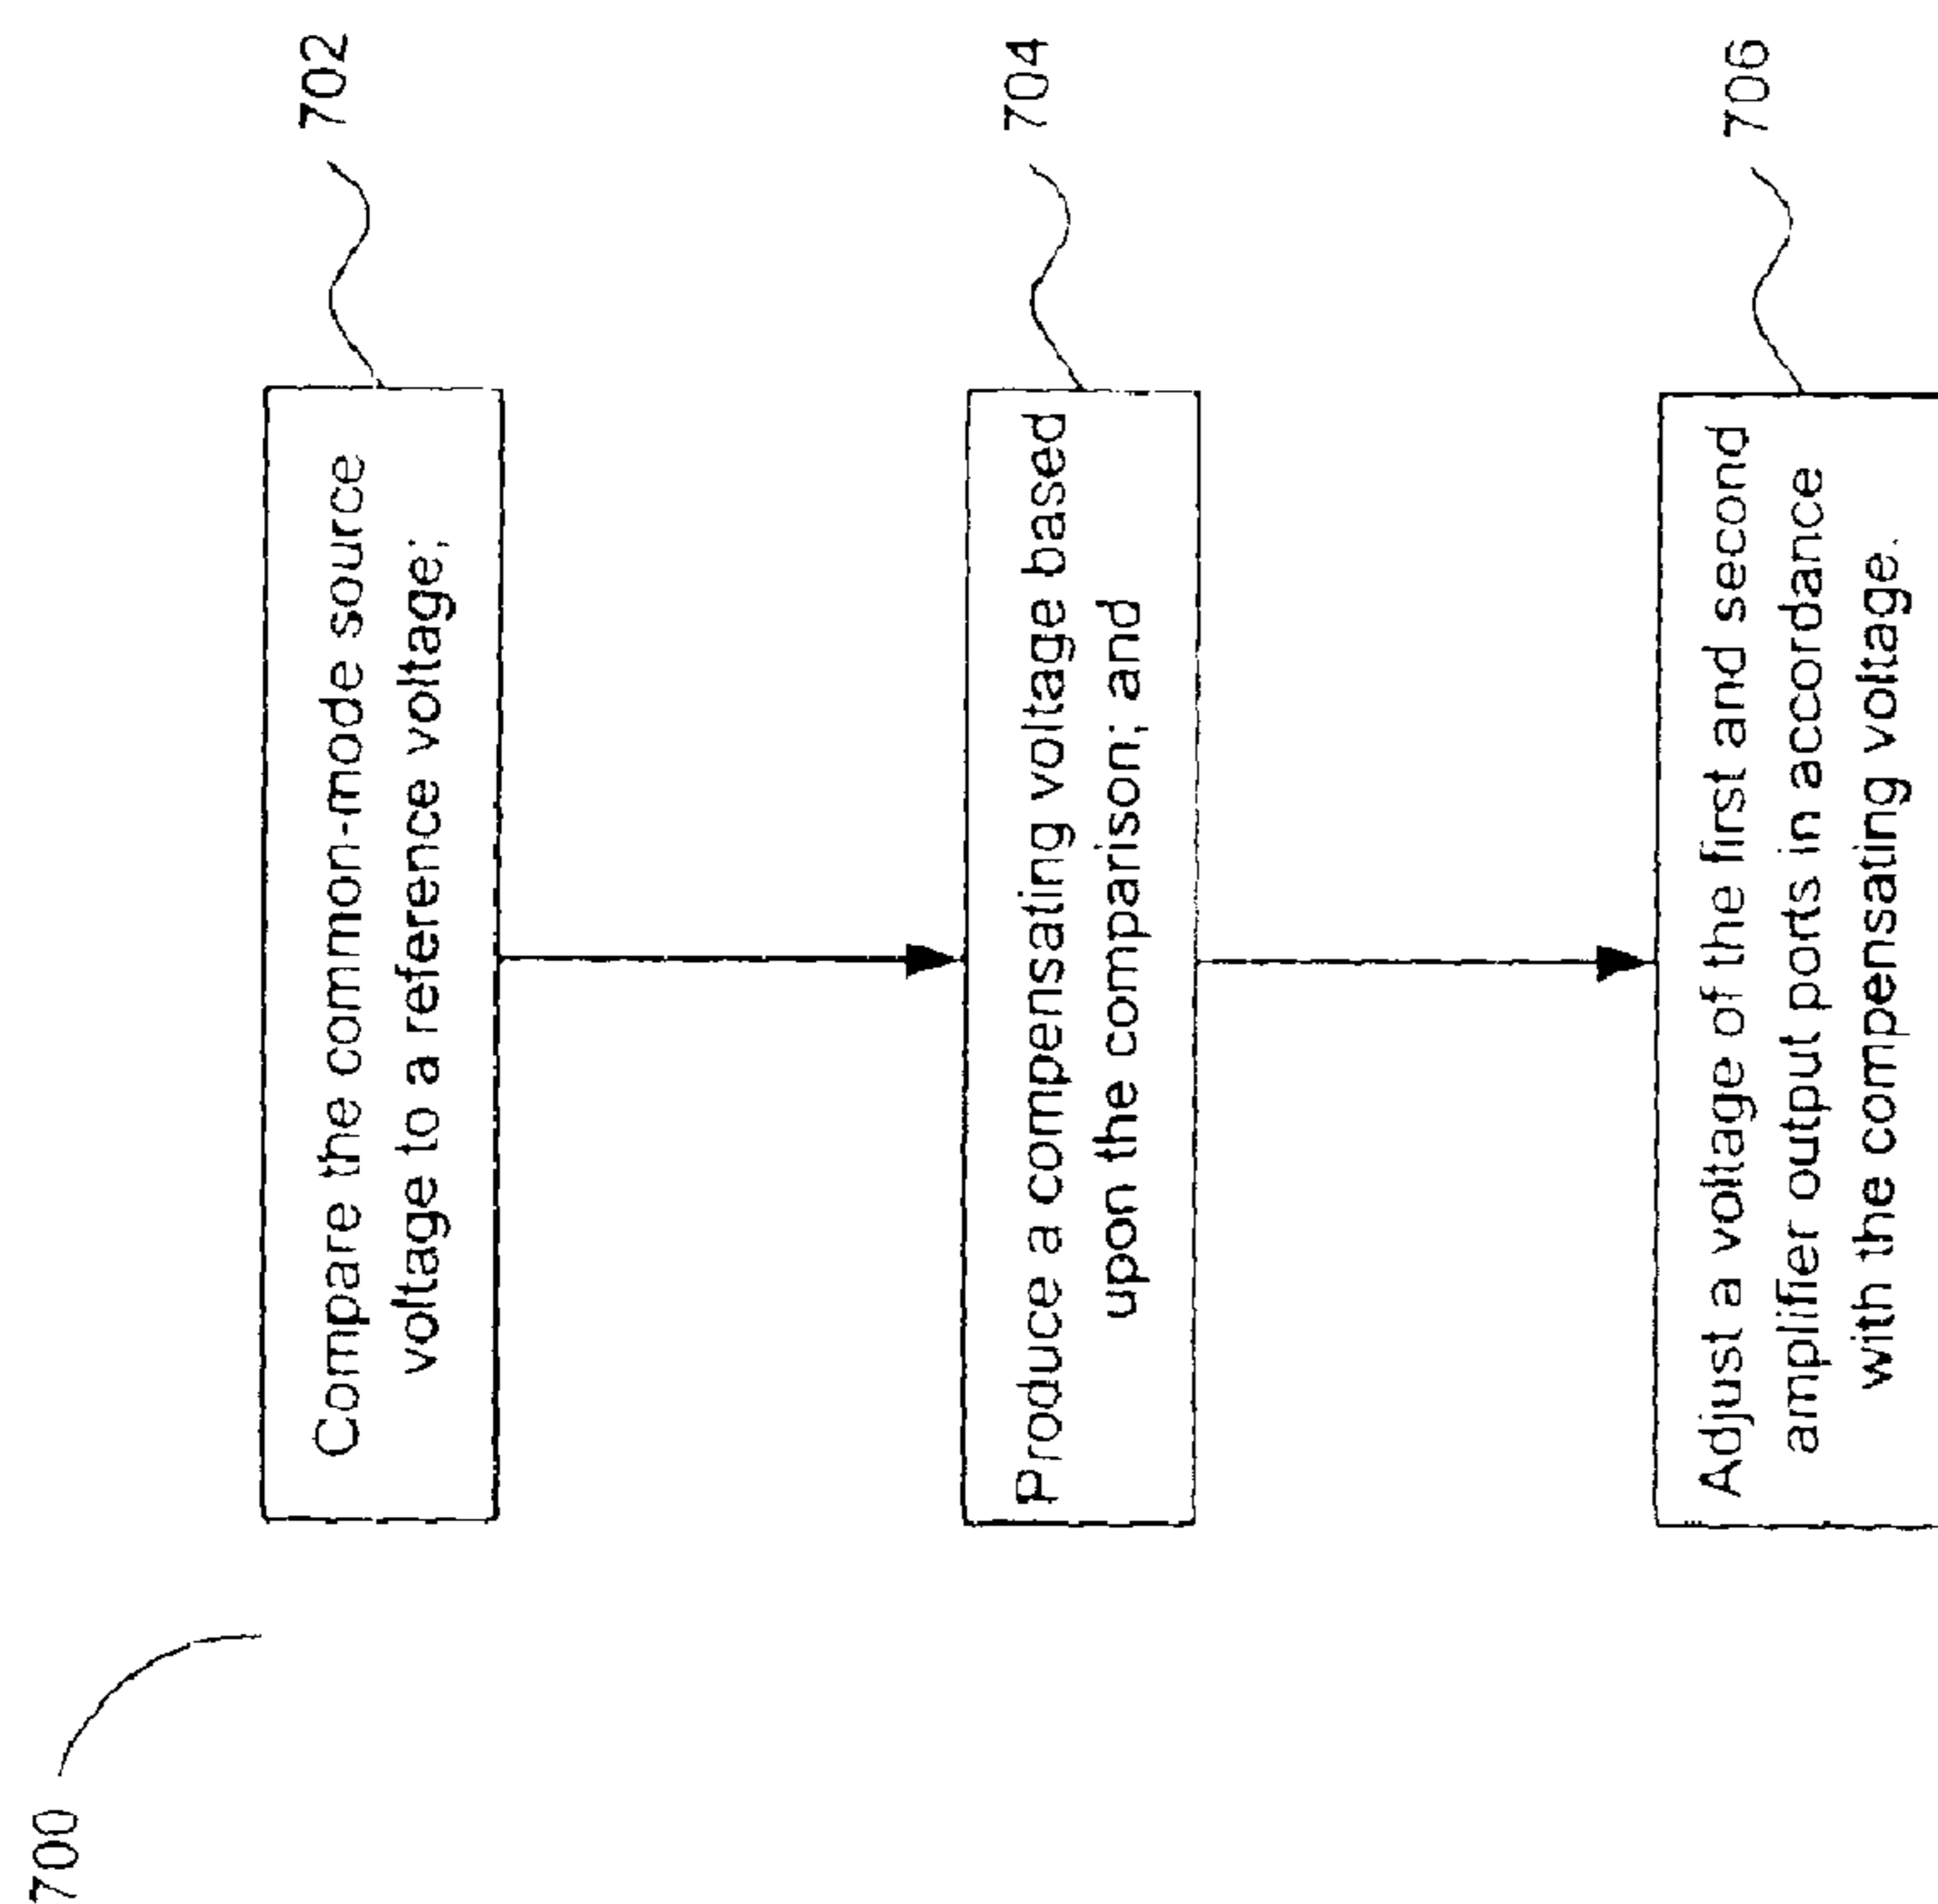 700
702
Compare the common-mode source
voltage to a reference voltage;
704
Produce a compensating voltage based
upon the comparison; and
706
Adjust a voltage of the first and second
amplifier output ports in accordance
with the compensating voltage.